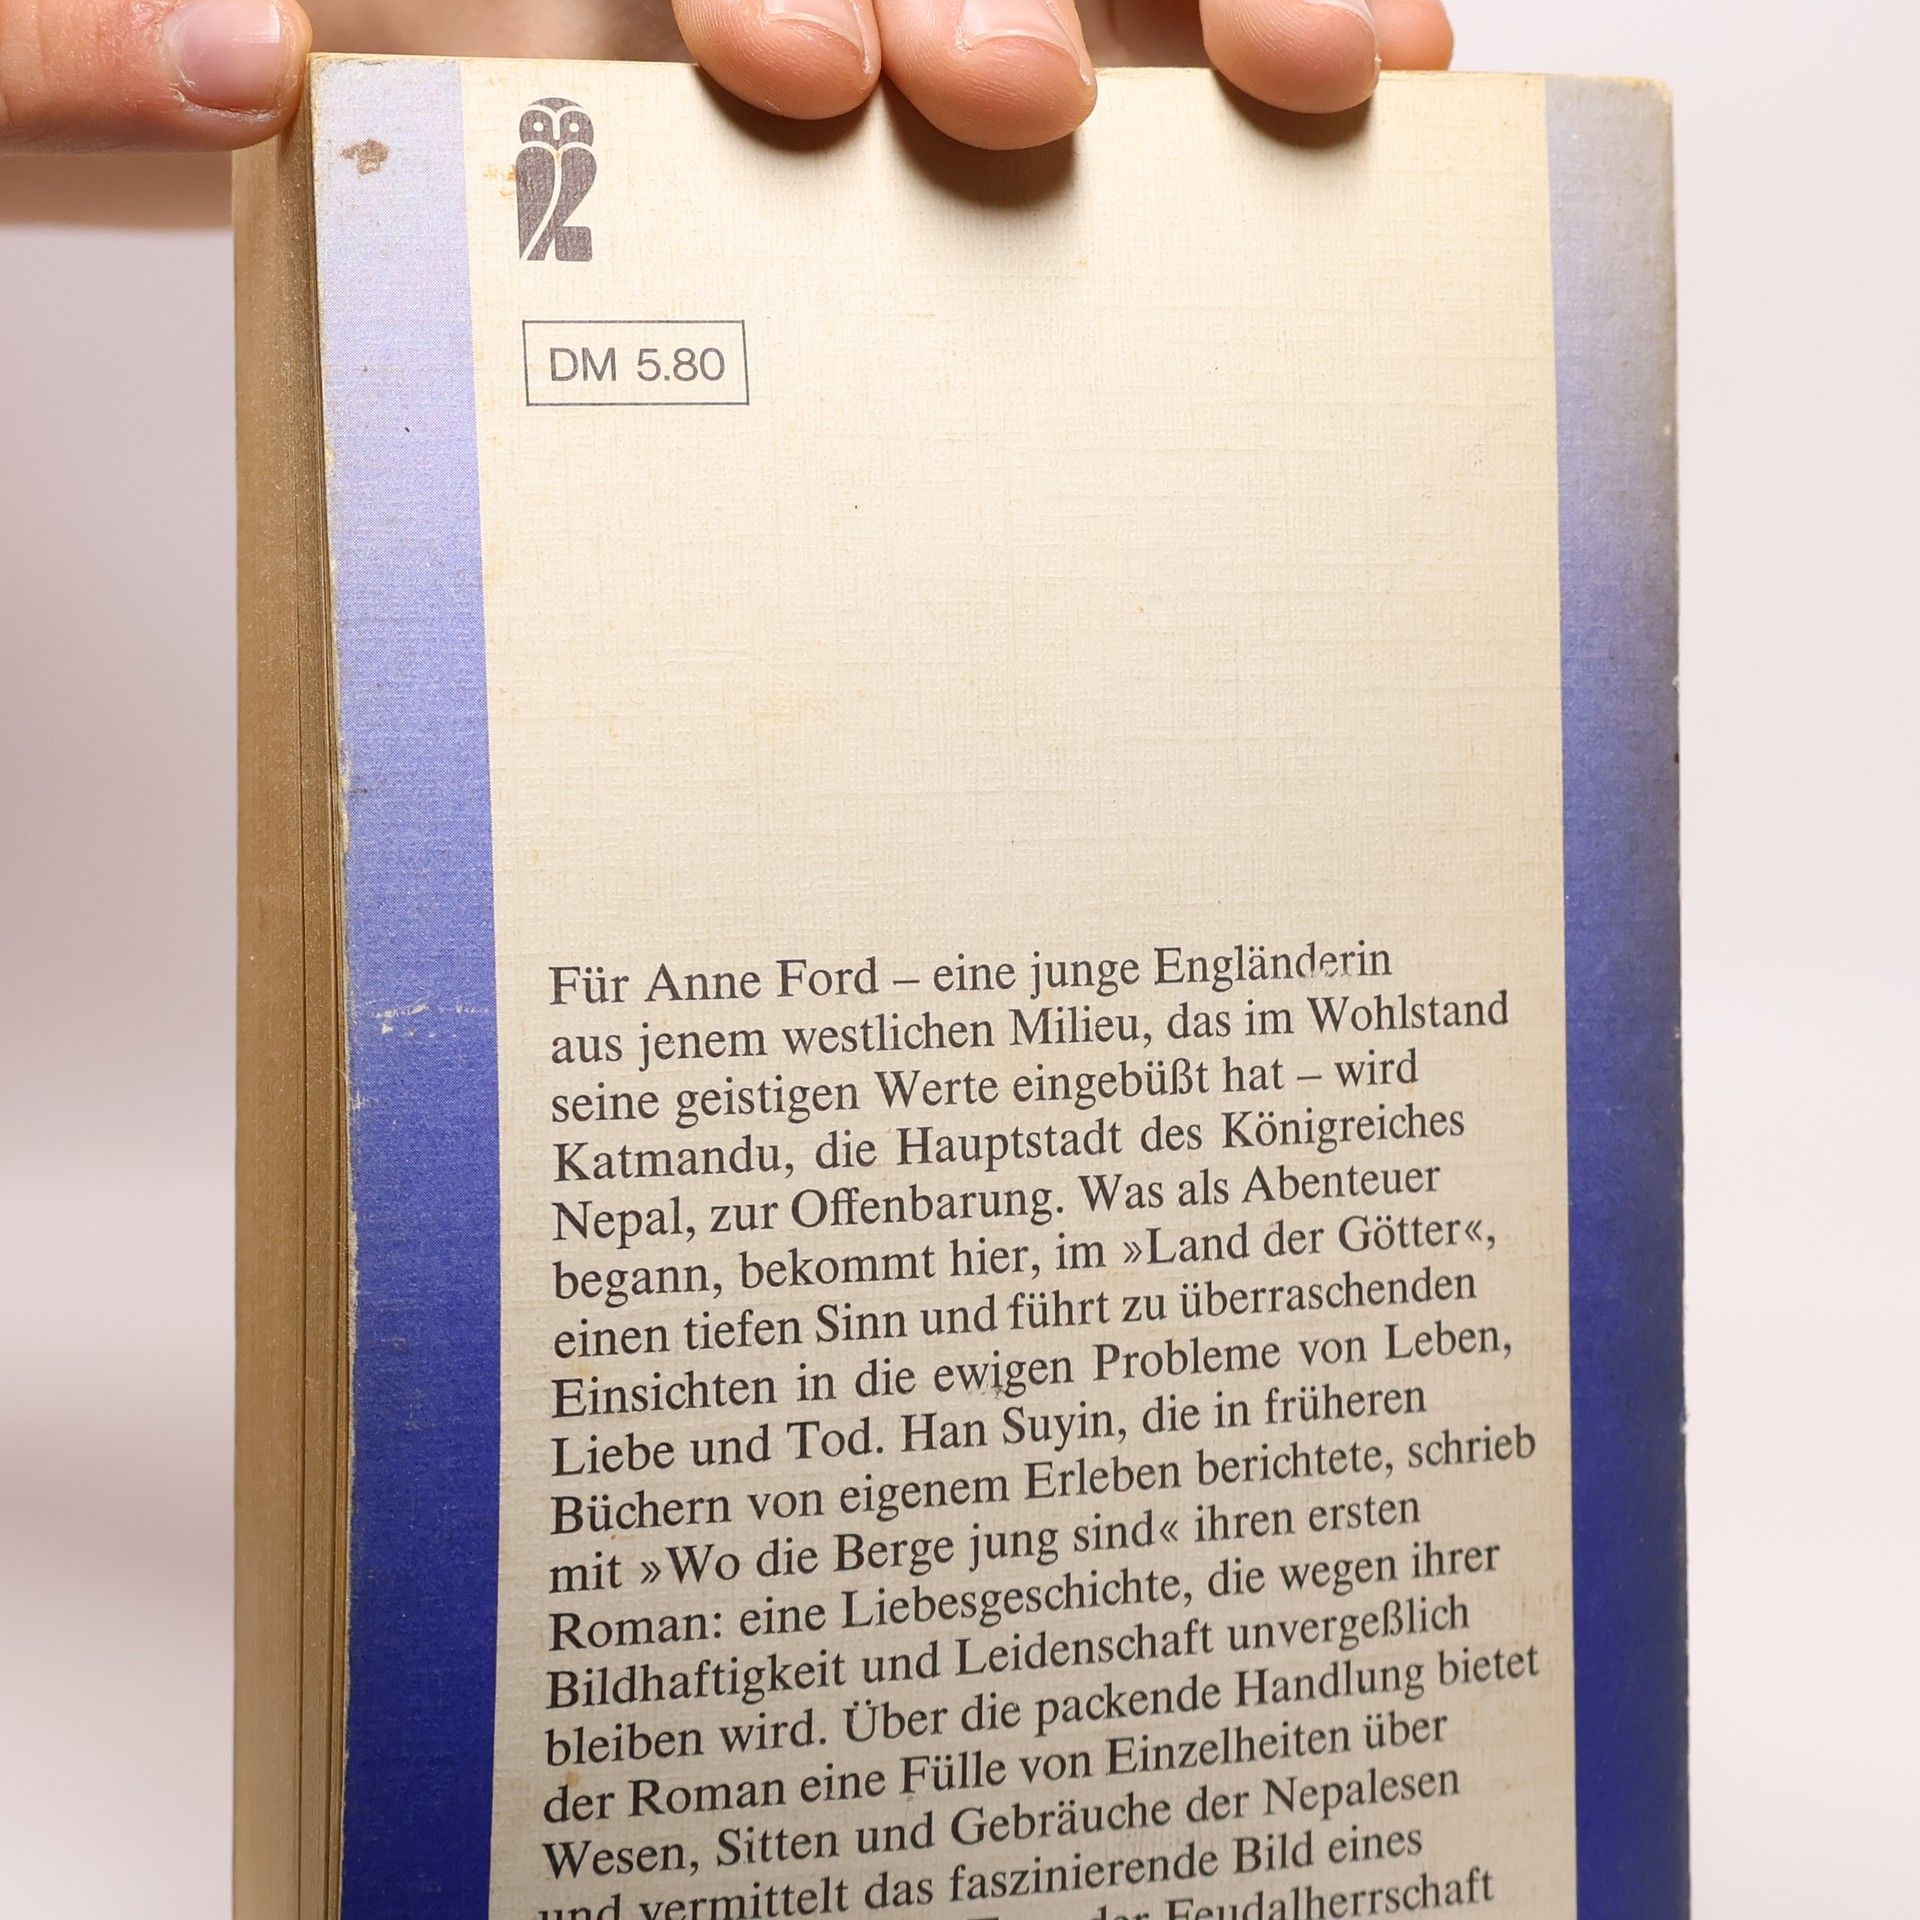 DM 5.80
Für Anne Ford – eine junge Engländerin
aus jenem westlichen Milieu, das im Wohlstand
seine geistigen Werte eingebüßt hat – wird
Katmandu, die Hauptstadt des Königreiches
Nepal, zur Offenbarung. Was als Abenteuer
begann, bekommt hier, im »Land der Götter«,
einen tiefen Sinn und führt zu überraschenden
Einsichten in die ewigen Probleme von Leben,
Liebe und Tod. Han Suyin, die in früheren
Büchern von eigenem Erleben berichtete, schrieb
mit »Wo die Berge jung sind« ihren ersten
Roman: eine Liebesgeschichte, die wegen ihrer
Bildhaftigkeit und Leidenschaft unvergeßlich
bleiben wird. Über die packende Handlung bietet
der Roman eine Fülle von Einzelheiten über
Wesen, Sitten und Gebräuche der Nepalesen
und vermittelt das faszinierende Bild eines
der Feudalherrschaft